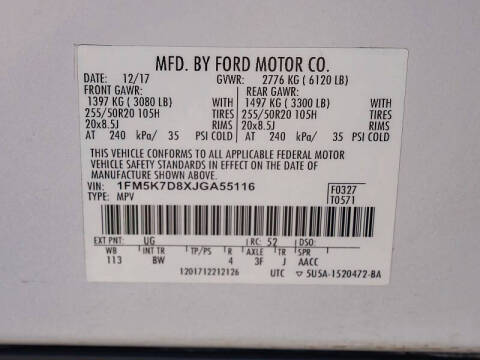 MFD. BY FORD MOTOR CO.
DATE: 12/17 GVWR: 2776 KG ( 6120 LB)
FRONT GAWR: REAR GAWR:
1397 KG ( 3080 LB) WITH 1497 KG ( 3300 LB) WITH
255/50R20 105H TIRES 255/50R20 105H TIRES
20x8.5J RIMS 20x8.5J RIMS
AT 240 kPa/ 35 PSI COLD AT 240 kPa/ 35 PSI COLD
THIS VEHICLE CONFORMS TO ALL APPLICABLE FEDERAL MOTOR
VEHICLE SAFETY STANDARDS IN EFFECT ON THE DATE OF
MANUFACTURE SHOWN ABOVE.
VIN: 1FM5K7D8XJGA55116 F0327
TYPE: MPV T0571
EXT PNT: UG RC: 52 DSO:
WB INT TR TP/PS R AXLE TR SPR
113 BW 4 3F J AACC
1201712212126 UTC 5U5A-1520472-BA